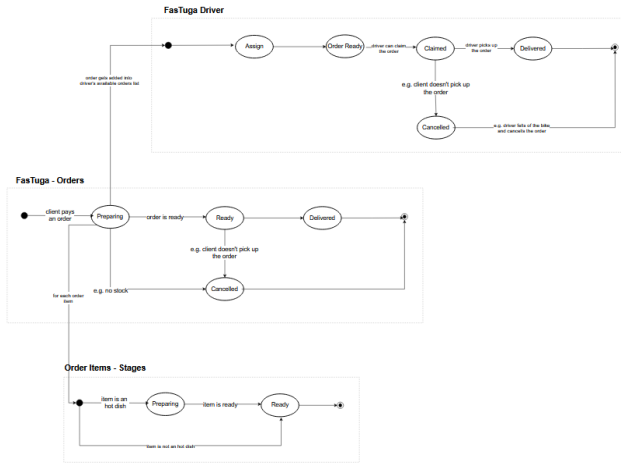 FasTuga Driver
Assign
Order Ready
driver can claim
the order
Claimed
driver picks up
the order
Delivered
order gets added into
driver's available orders list
e.g. client doesn't pick up
the order
Cancelled
e.g. driver falls of the bike
and cancells the order
FasTuga - Orders
client pays
an order
Preparing
order is ready
Ready
Delivered
e.g. client doesn't pick up
the order
e.g. no stock
Cancelled
for each order
item
Order Items - Stages
item is an
hot dish
Preparing
item is ready
Ready
item is not an hot dish